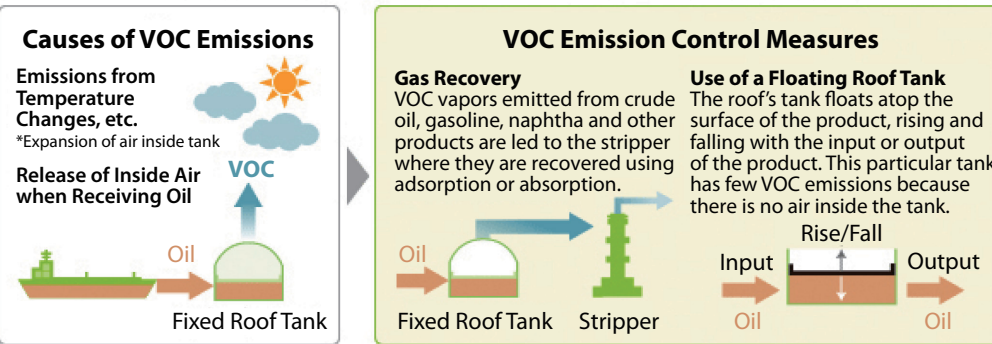 Causes of VOC Emissions
Emissions from
Temperature
Changes, etc.
*Expansion of air inside tank
Release of Inside Air
when Receiving Oil
VOC
Oil
Fixed Roof Tank
VOC Emission Control Measures
Gas Recovery
VOC vapors emitted from crude
oil, gasoline, naphtha and other
products are led to the stripper
where they are recovered using
adsorption or absorption.
Oil
Fixed Roof Tank
Stripper
Use of a Floating Roof Tank
The roof’s tank floats atop the
surface of the product, rising and
falling with the input or output
of the product. This particular tank
has few VOC emissions because
there is no air inside the tank.
Rise/Fall
Input
Output
Oil
Oil